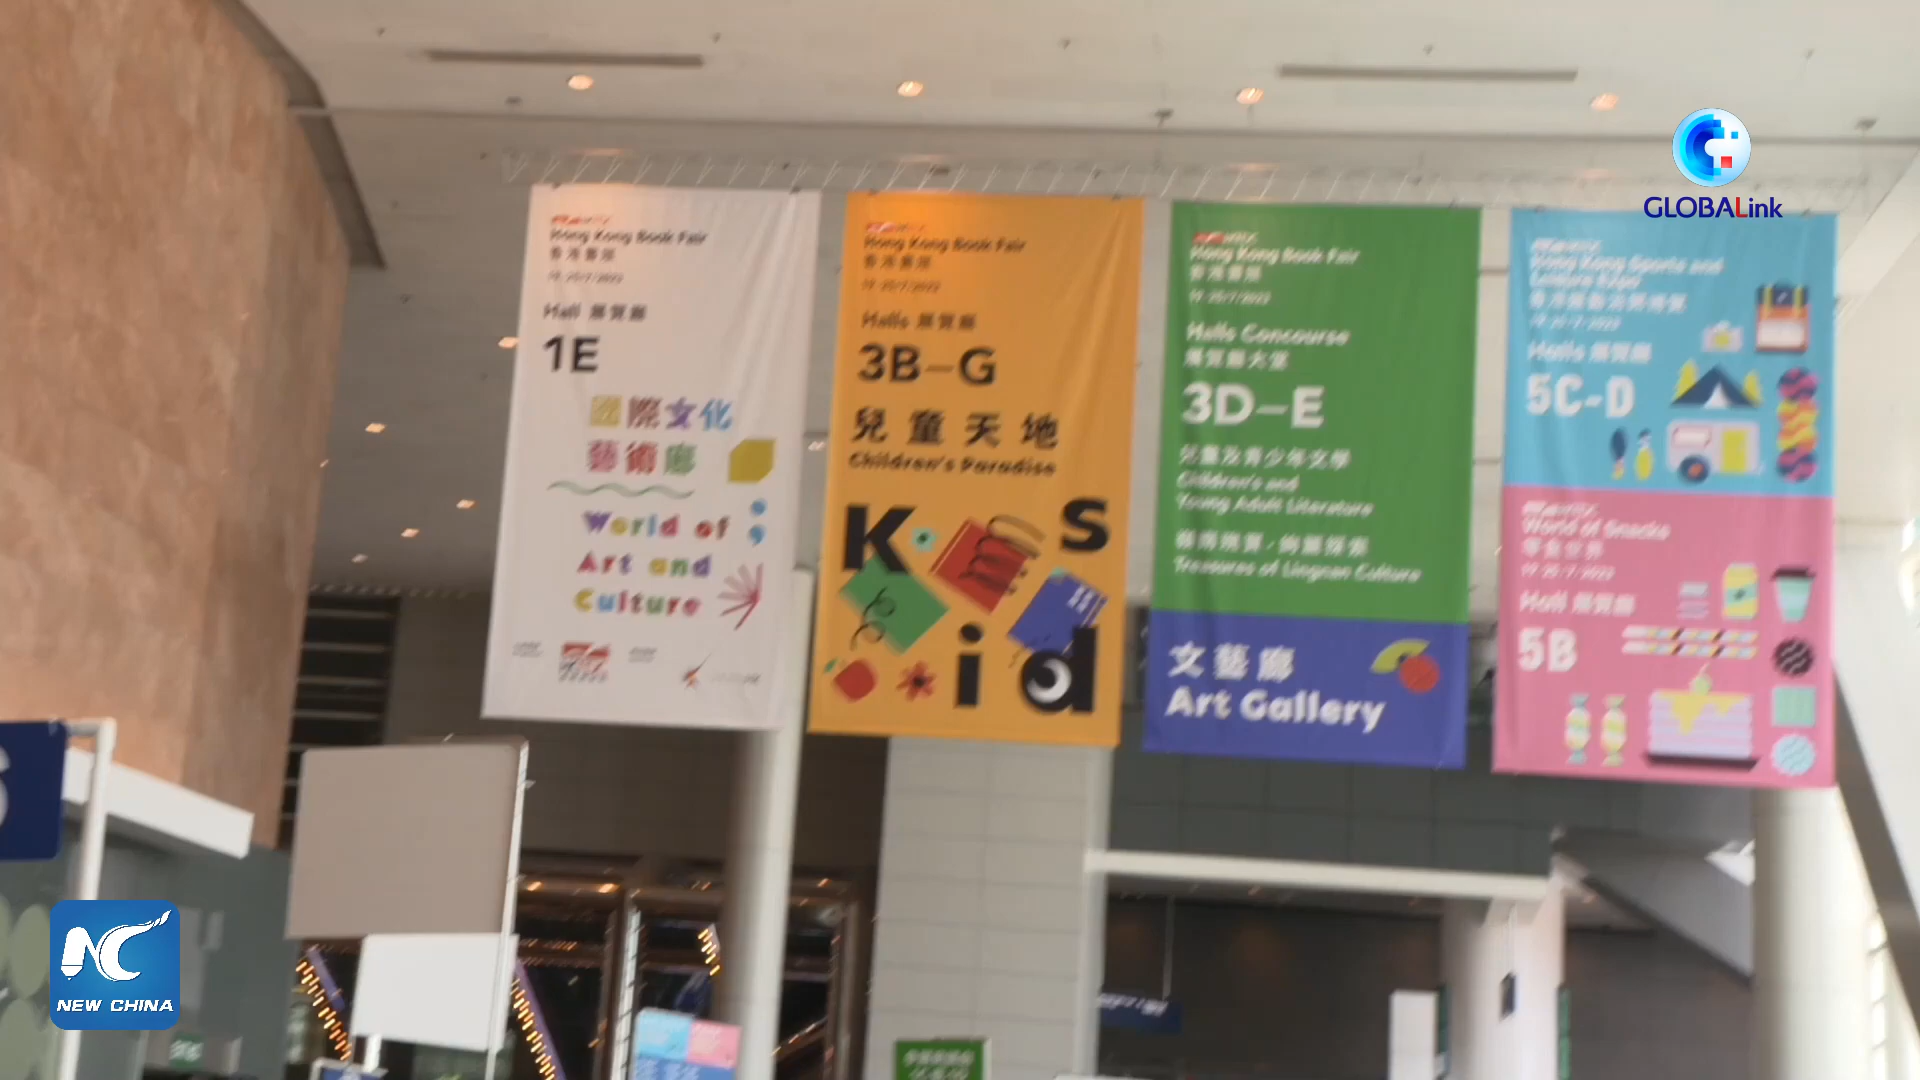 GLOBALink
Hong Kong Book Fair
香港書展
Hall 展覽廳
1E
國際文化
藝術廊
World of
Art and
Culture
Hong Kong Book Fair
香港書展
Halls 展覽廳
3B–G
兒童天地
Children's Paradise
K s
i d
Hong Kong Book Fair
香港書展
Halls Concourse
展覽廳大堂
3D–E
兒童及青少年文學
Children's and
Young Adult Literature
Treasures of Lingnan Culture
文藝廊
Art Gallery
Hong Kong Sports and
Leisure Expo
Halls 展覽廳
5C-D
World of Snacks
零食世界
Hall 展覽廳
5B
NC
NEW CHINA